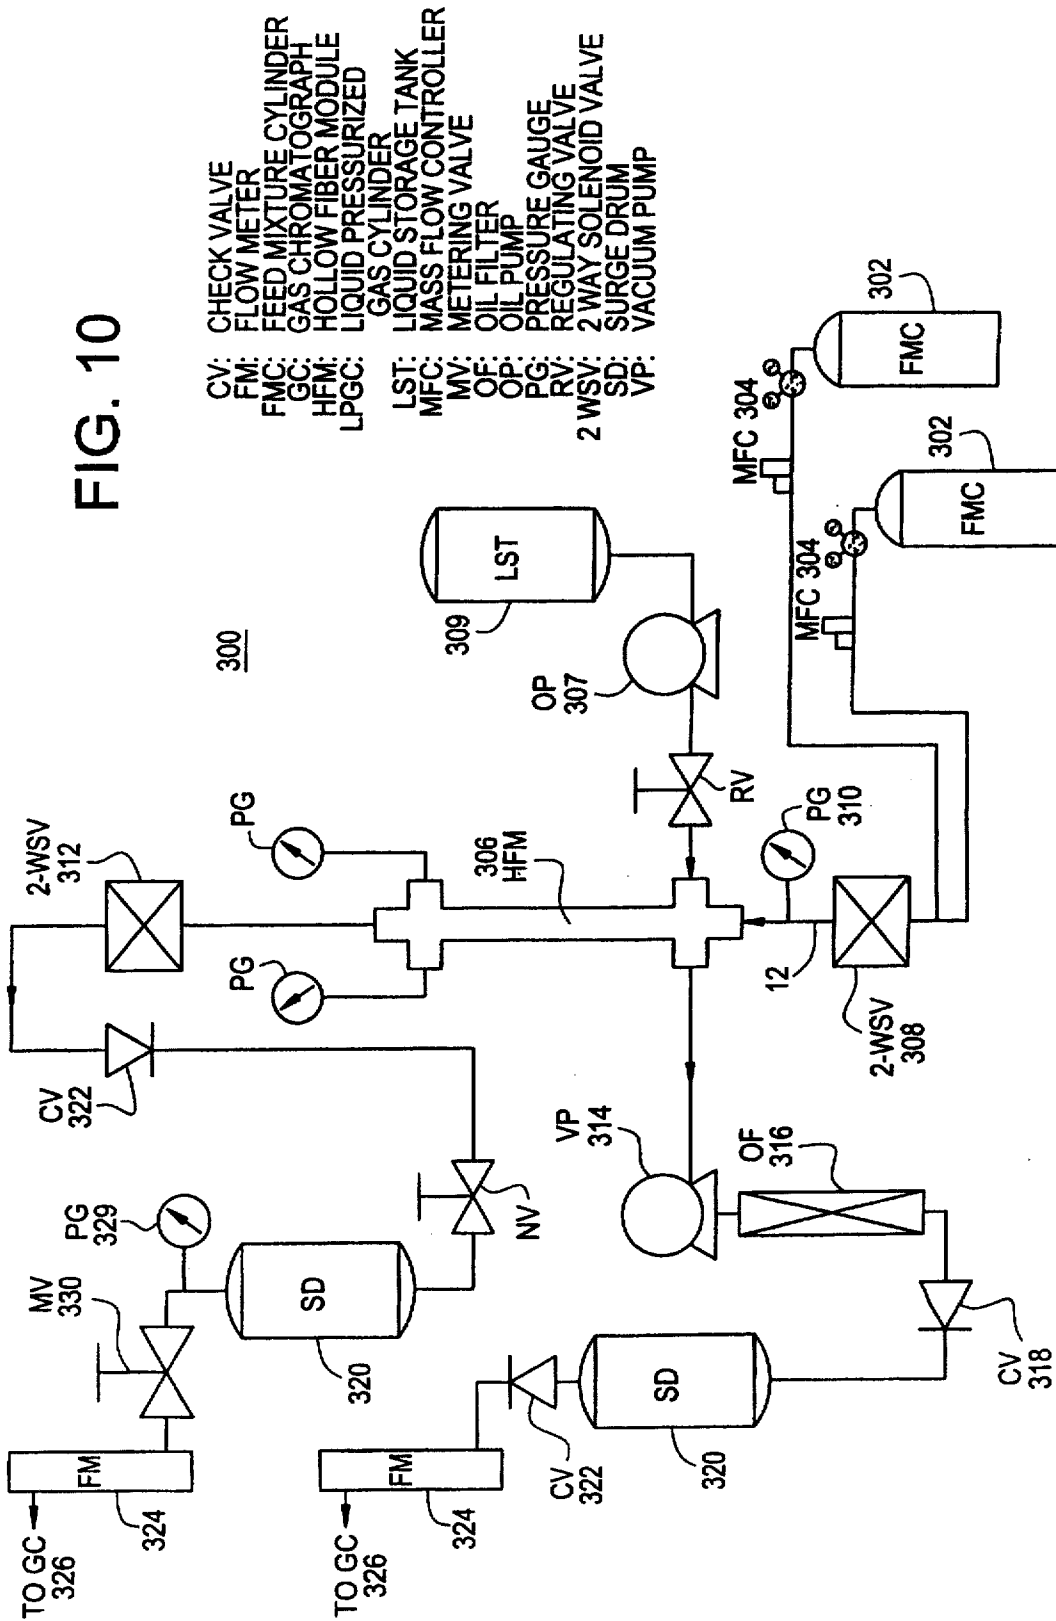 FIG. 10
CV: CHECK VALVE
FM: FLOW METER
FMC: FEED MIXTURE CYLINDER
GC: GAS CHROMATOGRAPH
HFM: HOLLOW FIBER MODULE
LPGC: LIQUID PRESSURIZED
GAS CYLINDER
LST: LIQUID STORAGE TANK
MFC: MASS FLOW CONTROLLER
MV: METERING VALVE
OF: OIL FILTER
OP: OIL PUMP
PG: PRESSURE GAUGE
RV: REGULATING VALVE
2 WSV: 2 WAY SOLENOID VALVE
SD: SURGE DRUM
VP: VACUUM PUMP
300
2-WSV
312
PG
PG
CV
322
PG
329
MV
330
SD
320
NV
FM
324
TO GC
326
306
HFM
LST
309
OP
307
RV
VP
314
OF
316
CV
318
SD
320
CV
322
FM
324
TO GC
326
PG
310
12
2-WSV
308
MFC 304
FMC
302
MFC 304
FMC
302